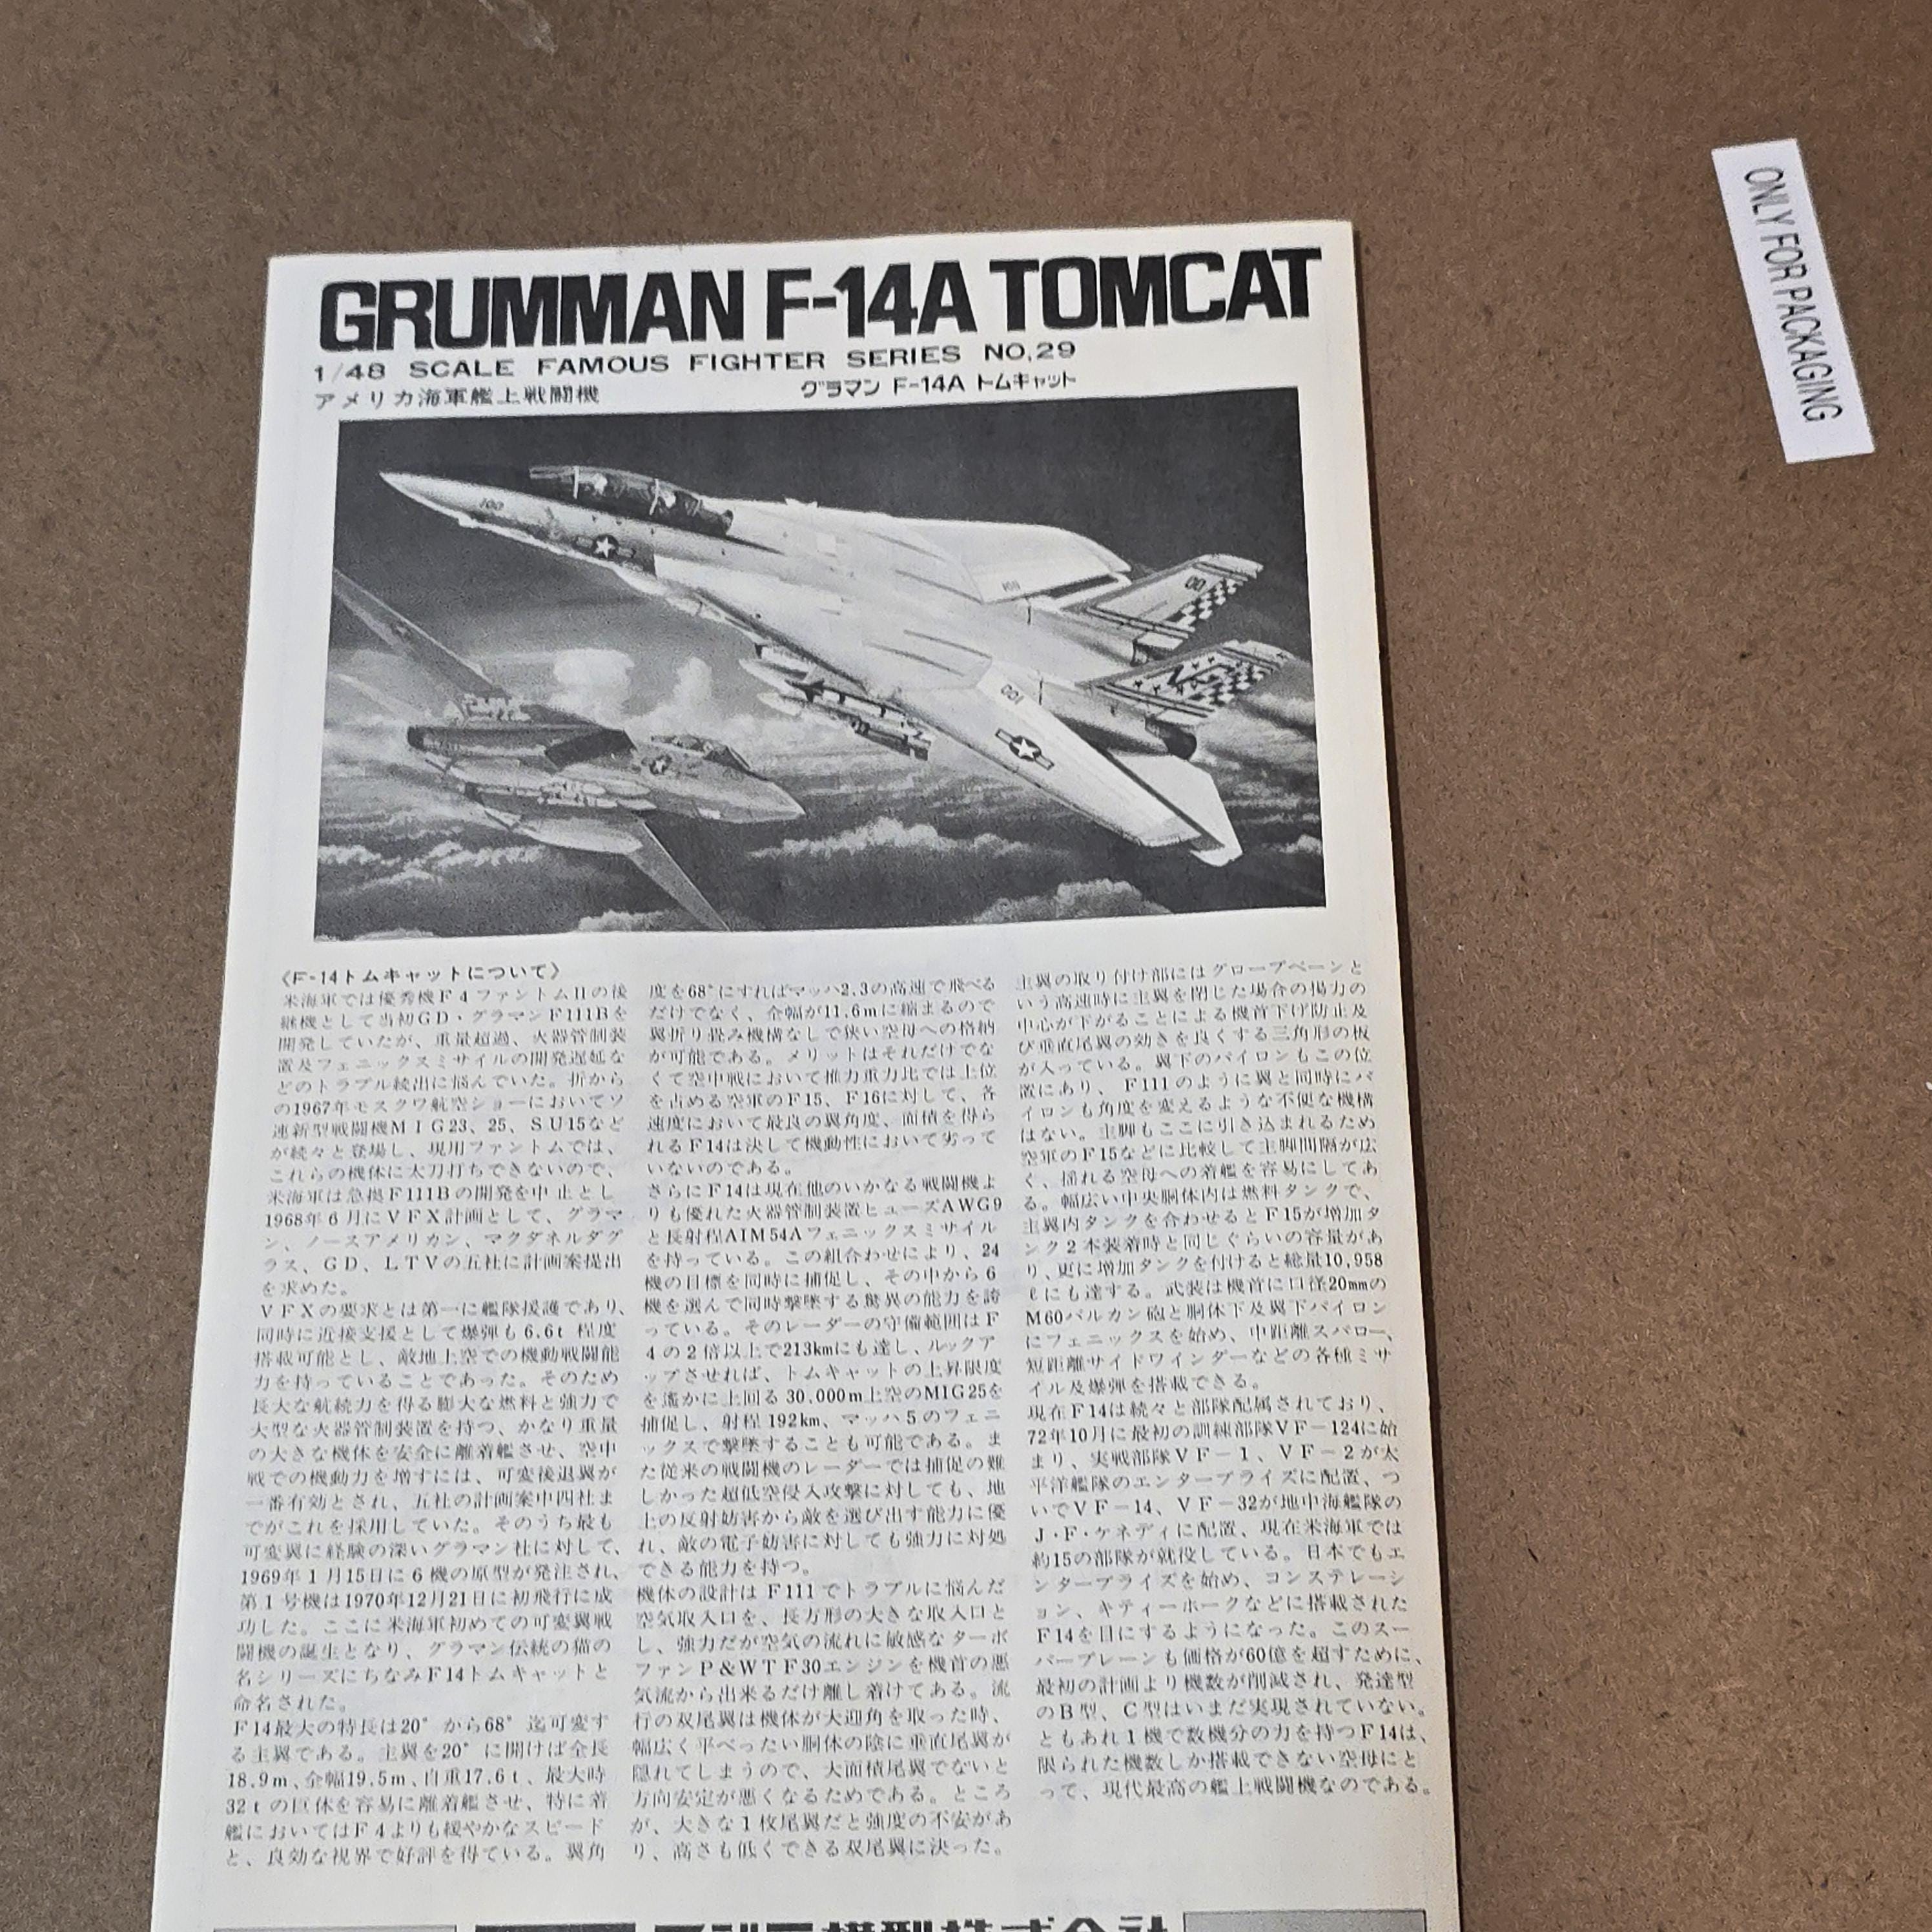 GRUMMAN F-14A TOMCAT
1/48 SCALE FAMOUS FIGHTER SERIES NO.29
アメリカ海軍艦上戦闘機
グラマン F-14A トムキャット
〈F-14トムキャットについて〉
米海軍では優秀機F4ファントムIIの後
継機として当初GD・グラマンF111Bを
開発していたが、重量超過、火器管制装
置及フェニックスミサイルの開発遅延な
どのトラブル続出に悩んでいた。折から
の1967年モスクワ航空ショーにおいてソ
連新型戦闘機MIG23、25、SU15など
が続々と登場し、現用ファントムでは、
これらの機体に太刀打ちできないので、
米海軍は急拠F111Bの開発を中止とし
1968年6月にVFX計画として、グラマ
ン、ノースアメリカン、マクダネルダグ
ラス、GD、LTVの五社に計画案提出
を求めた。
VFXの要求とは第一に艦隊援護であり、
同時に近接支援として爆弾も6.6t 程度
搭載可能とし、敵地上空での機動戦闘能
力を持っていることであった。そのため
長大な航続力を得る膨大な燃料と強力で
大型な火器管制装置を持つ、かなり重量
の大きな機体を安全に離着艦させ、空中
戦での機動力を増すには、可変後退翼が
一番有効とされ、五社の計画案中四社ま
でがこれを採用していた。そのうち最も
可変翼に経験の深いグラマン社に対して、
1969年1月15日に6機の原型が発注され、
第1号機は1970年12月21日に初飛行に成
功した。ここに米海軍初めての可変翼戦
闘機の誕生となり、グラマン伝統の猫の
名シリーズにちなみF14トムキャットと
命名された。
F14最大の特長は20°から68°迄可変す
る主翼である。主翼を20°に開けば全長
18.9m、全幅19.5m、自重17.6t、最大時
32tの巨体を容易に離着艦させ、特に着
艦においてはF4よりも緩やかなスピード
と、良効な視界で好評を得ている。翼角
度を68°にすればマッハ2.3の高速で飛べる
だけでなく、全幅が11.6mに縮まるので
翼折り畳み機構なしで狭い空母への格納
が可能である。メリットはそれだけでな
くて空中戦において推力重力比では上位
を占める空軍のF15、F16に対して、各
速度において最良の翼角度、面積を得ら
れるF14は決して機動性において劣って
いないのである。
さらにF14は現在他のいかなる戦闘機よ
りも優れた火器管制装置ヒューズAWG9
と長射程AIM54Aフェニックスミサイル
を持っている。この組合わせにより、24
機の目標を同時に捕促し、その中から6
機を選んで同時撃墜する驚異の能力を誇
っている。そのレーダーの守備範囲はF
4の2倍以上で213kmにも達し、ルックア
ップさせれば、トムキャットの上昇限度
を遙かに上回る30,000m上空のMIG25を
捕促し、射程192km、マッハ5のフェニ
ックスで撃墜することも可能である。ま
た従来の戦闘機のレーダーでは捕促の難
しかった超低空侵入攻撃に対しても、地
上の反射妨害から敵を選び出す能力に優
れ、敵の電子妨害に対しても強力に対処
できる能力を持つ。
機体の設計はF111でトラブルに悩んだ
空気取入口を、長方形の大きな取入口と
し、強力だが空気の流れに敏感なターボ
ファンP&WTF30エンジンを機首の悪
気流から出来るだけ離し着けてある。流
行の双尾翼は機体が大迎角を取った時、
幅広く平べったい胴体の陰に垂直尾翼が
隠れてしまうので、大面積尾翼でないと
方向安定が悪くなるためである。ところ
が、大きな1枚尾翼だと強度の不安があ
り、高さも低くできる双尾翼に決った。
主翼の取り付け部にはグローブベーンと
いう高速時に主翼を閉じた場合の揚力の
中心が下がることによる機首下げ防止及
び垂直尾翼の効きを良くする三角形の板
が入っている。翼下のパイロンもこの位
置にあり、F111のように翼と同時にパ
イロンも角度を変えるような不便な機構
はない。主脚もここに引き込まれるため
空軍のF15などに比較して主脚間隔が広
く、揺れる空母への着艦を容易にしてあ
る。幅広い中央胴体内は燃料タンクで、
主翼内タンクを合わせるとF15が増加タ
ンク2本装着時と同じぐらいの容量があ
り、更に増加タンクを付けると総量10,958
ℓにも達する。武装は機首に口径20mmの
M60バルカン砲と胴体下及翼下パイロン
にフェニックスを始め、中距離スパロー、
短距離サイドワインダーなどの各種ミサ
イル及爆弾を搭載できる。
現在F14は続々と部隊配属されており、
72年10月に最初の訓練部隊VF-124に始
まり、実戦部隊VF-1、VF-2が太
平洋艦隊のエンタープライズに配置、つ
いでVF-14、VF-32が地中海艦隊の
J・F・ケネディに配置、現在米海軍では
約15の部隊が就役している。日本でもエ
ンタープライズを始め、コンステレーシ
ョン、キティーホークなどに搭載された
F14を目にするようになった。このスー
パープレーンも価格が60億を超すために、
最初の計画より機数が削減され、発達型
のB型、C型はいまだ実現されていない。
ともあれ1機で数機分の力を持つF14は、
限られた機数しか搭載できない空母にと
って、現代最高の艦上戦闘機なのである。
ONLY FOR PACKAGING